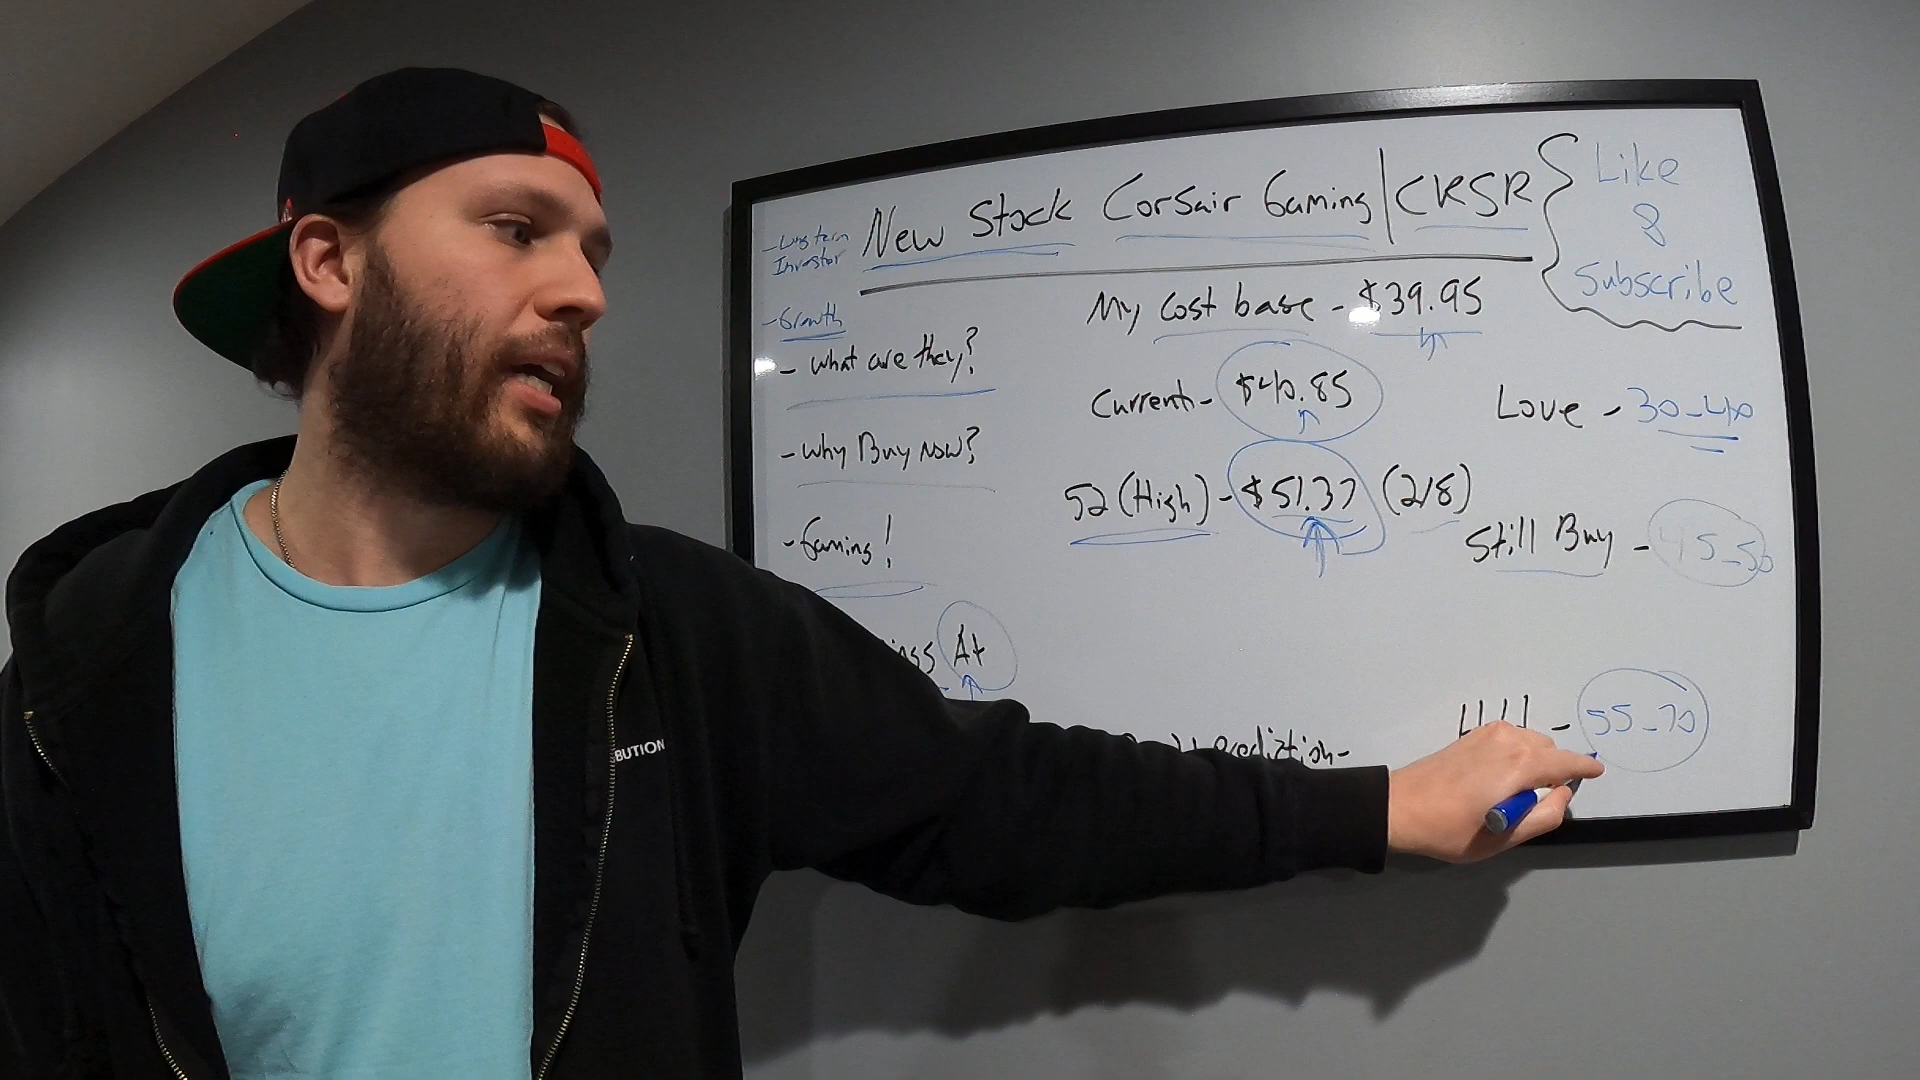 New Stock Corsair Gaming | CRSR
Like
&
Subscribe
- Long term
Investor
- Growth
- What are they?
- Why Buy Now?
- Gaming!
At
My cost base - $39.95
Current - $40.85
52 (High) - $51.37 (2/8)
Prediction -
Love - 30-40
Still Buy - 45-50
- 55-70
BUTION